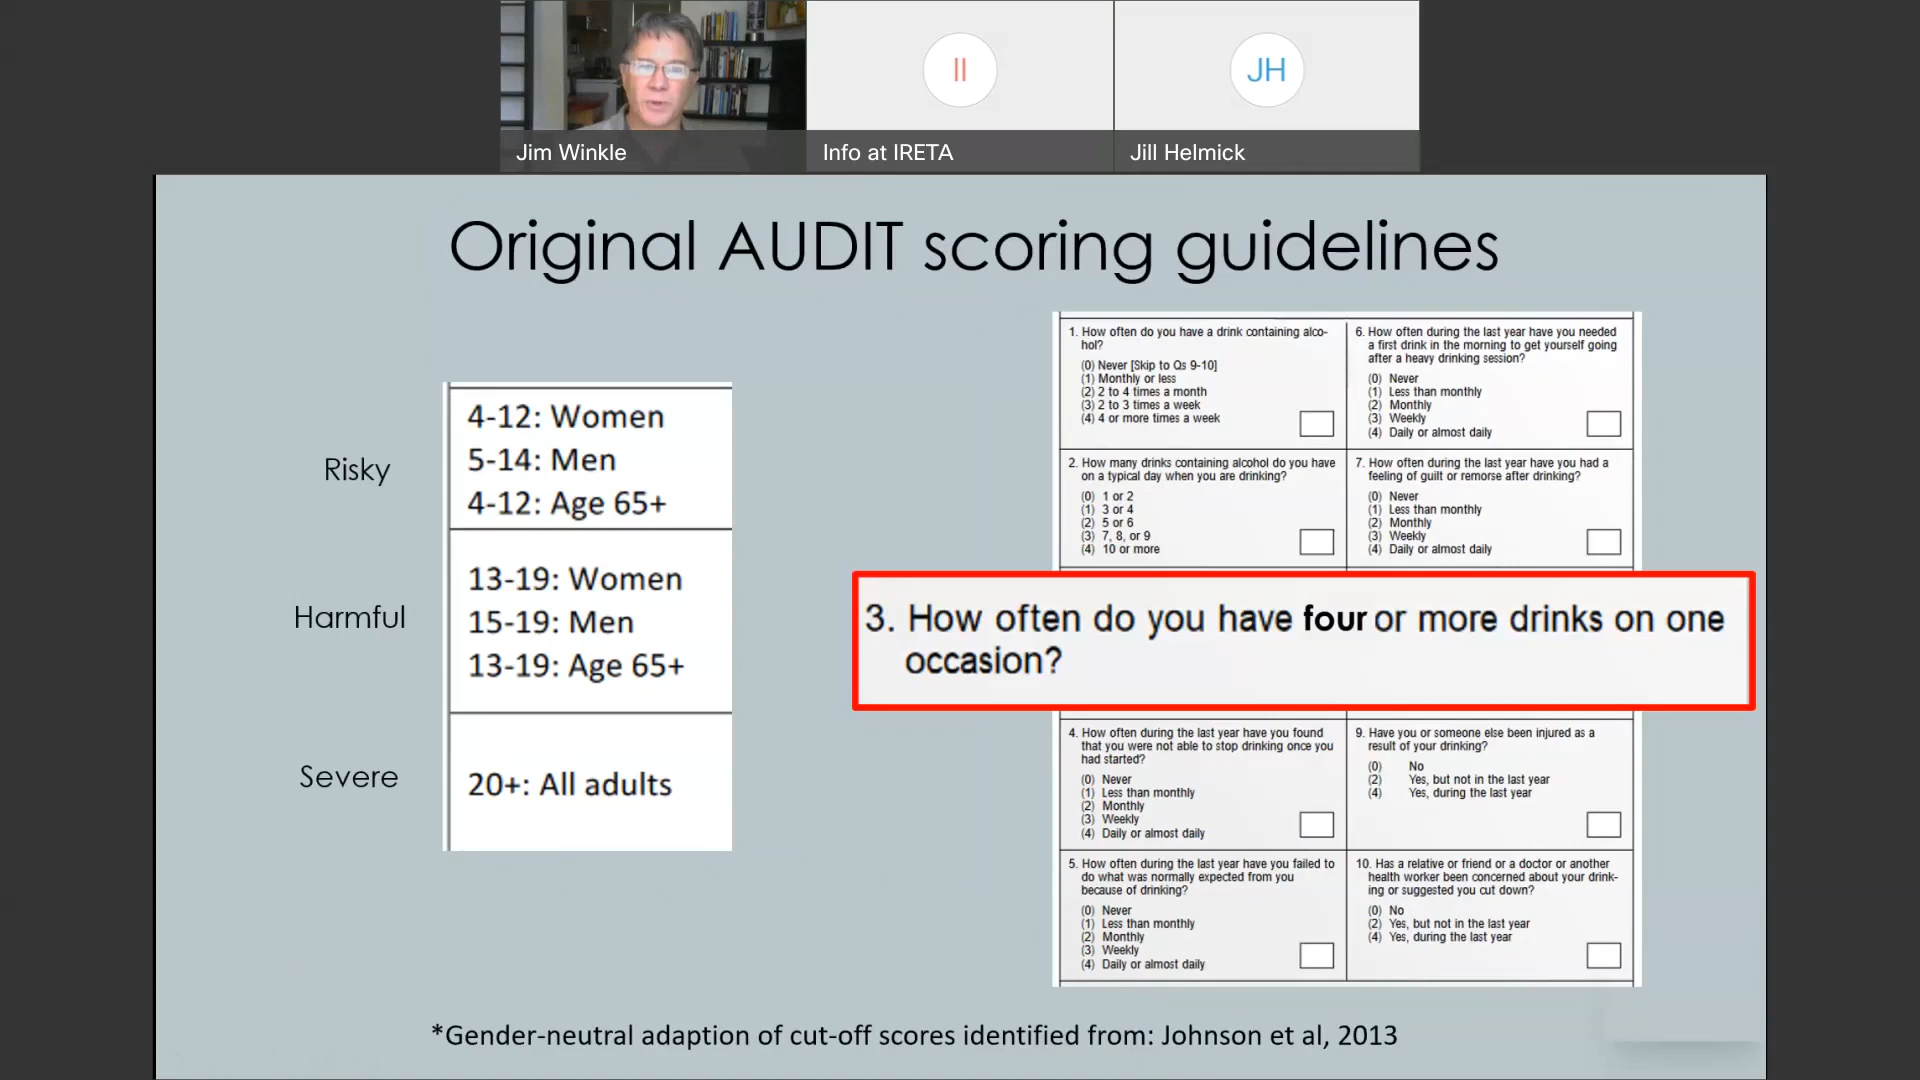 Jim Winkle
II
Info at IRETA
JH
Jill Helmick
Original AUDIT scoring guidelines
Risky
4-12: Women
5-14: Men
4-12: Age 65+
Harmful
13-19: Women
15-19: Men
13-19: Age 65+
Severe
20+: All adults
1. How often do you have a drink containing alco-
hol?
(0) Never [Skip to Qs 9-10]
(1) Monthly or less
(2) 2 to 4 times a month
(3) 2 to 3 times a week
(4) 4 or more times a week
2. How many drinks containing alcohol do you have
on a typical day when you are drinking?
(0) 1 or 2
(1) 3 or 4
(2) 5 or 6
(3) 7, 8, or 9
(4) 10 or more
3. How often do you have four or more drinks on one
occasion?
4. How often during the last year have you found
that you were not able to stop drinking once you
had started?
(0) Never
(1) Less than monthly
(2) Monthly
(3) Weekly
(4) Daily or almost daily
5. How often during the last year have you failed to
do what was normally expected from you
because of drinking?
(0) Never
(1) Less than monthly
(2) Monthly
(3) Weekly
(4) Daily or almost daily
6. How often during the last year have you needed
a first drink in the morning to get yourself going
after a heavy drinking session?
(0) Never
(1) Less than monthly
(2) Monthly
(3) Weekly
(4) Daily or almost daily
7. How often during the last year have you had a
feeling of guilt or remorse after drinking?
(0) Never
(1) Less than monthly
(2) Monthly
(3) Weekly
(4) Daily or almost daily
9. Have you or someone else been injured as a
result of your drinking?
(0) No
(2) Yes, but not in the last year
(4) Yes, during the last year
10. Has a relative or friend or a doctor or another
health worker been concerned about your drink-
ing or suggested you cut down?
(0) No
(2) Yes, but not in the last year
(4) Yes, during the last year
*Gender-neutral adaption of cut-off scores identified from: Johnson et al, 2013